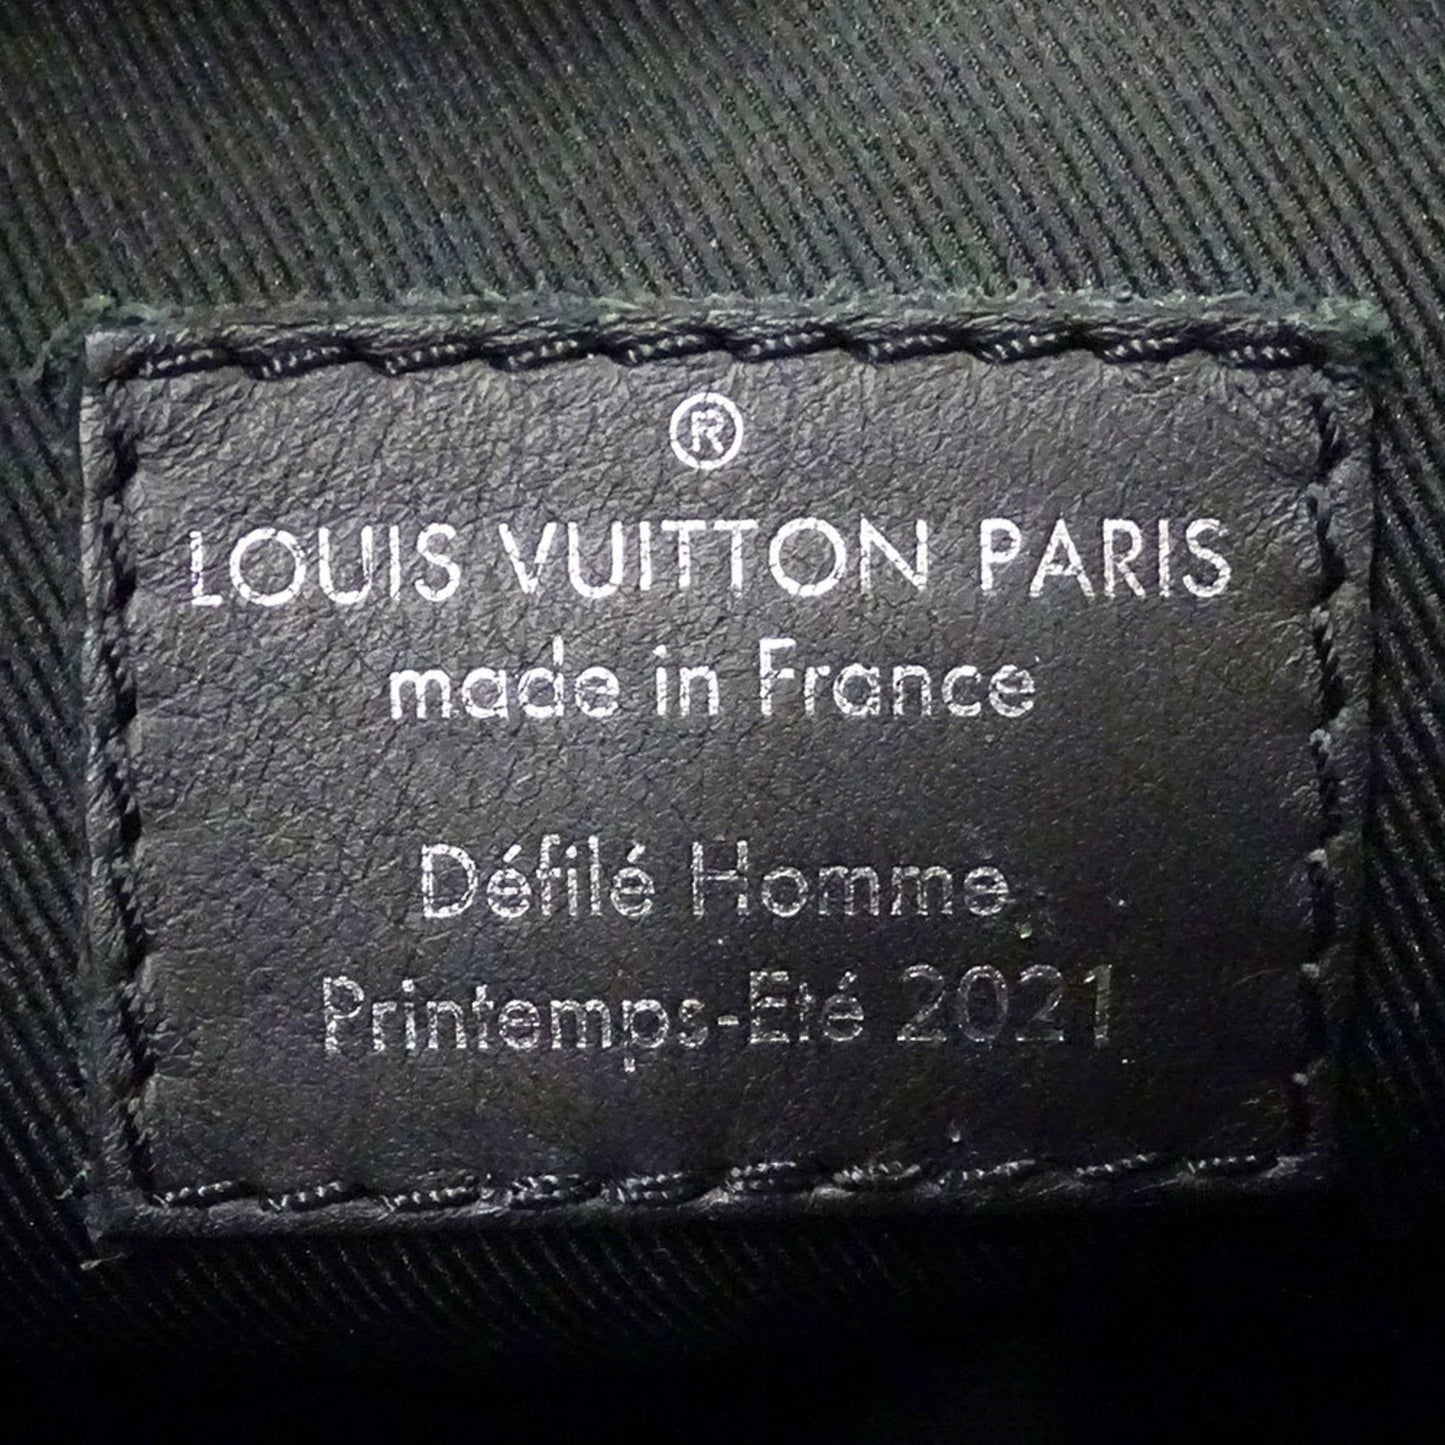 ®
LOUIS VUITTON PARIS
made in France
Défilé Homme
Printemps-Eté 2021